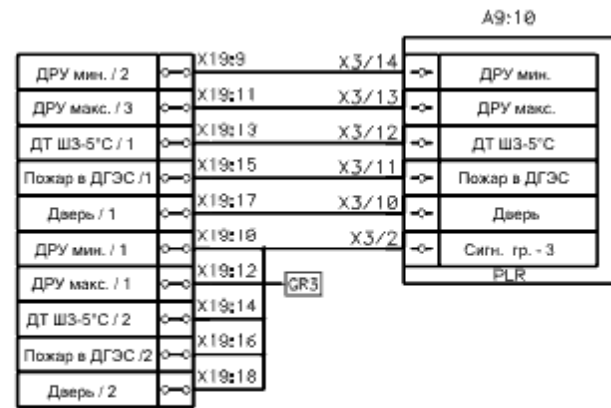 A9:10
ДРУ мин. / 2 X19:9 X3/14 ДРУ мин.
ДРУ макс. / 3 X19:11 X3/13 ДРУ макс.
ДТ ШЗ-5°С / 1 X19:13 X3/12 ДТ ШЗ-5°С
Пожар в ДГЭС /1 X19:15 X3/11 Пожар в ДГЭС
Дверь / 1 X19:17 X3/10 Дверь
ДРУ мин. / 1 X19:10 X3/2 Сигн. гр. - 3
PLR
ДРУ макс. / 1 X19:12 GR3
ДТ ШЗ-5°С / 2 X19:14
Пожар в ДГЭС /2 X19:16
Дверь / 2 X19:18